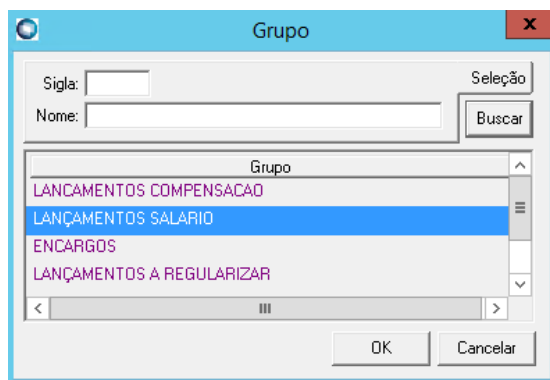 Grupo
x
Sigla:
Seleção
Nome:
Buscar
Grupo
LANCAMENTOS COMPENSACAO
LANÇAMENTOS SALARIO
ENCARGOS
LANÇAMENTOS A REGULARIZAR
OK
Cancelar